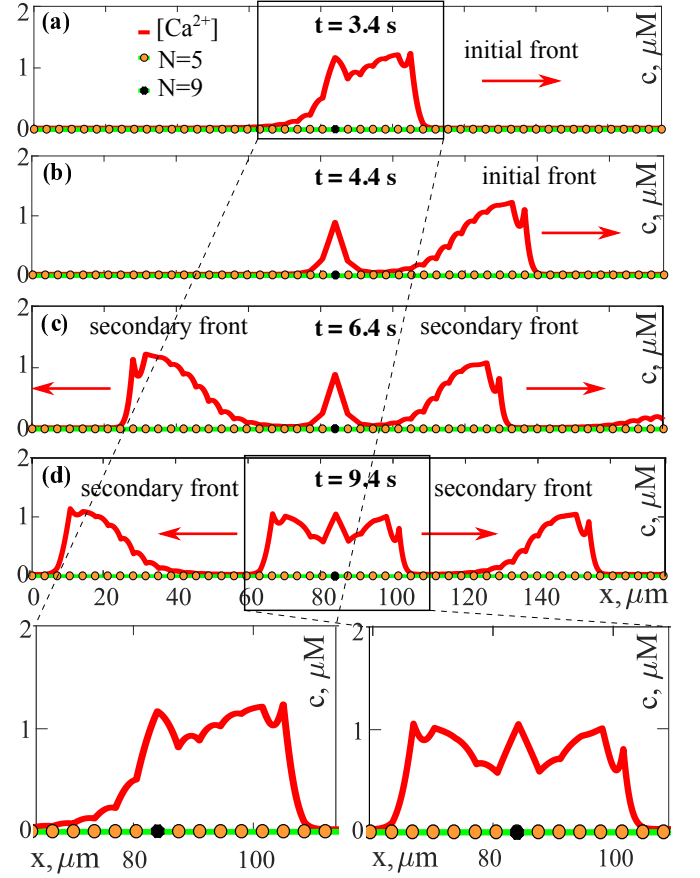 2
(a)
[Ca²⁺]
N=5
N=9
t = 3.4 s
initial front
c, μM
1
0
2
(b)
t = 4.4 s
initial front
c, μM
1
0
2
(c)
secondary front
t = 6.4 s
secondary front
c, μM
1
0
2
(d)
secondary front
t = 9.4 s
secondary front
c, μM
1
0
0 20 40 60 80 100 120 140 x, μm
2
c, μM
1
0
x, μm 80 100
2
c, μM
1
0
x, μm 80 100